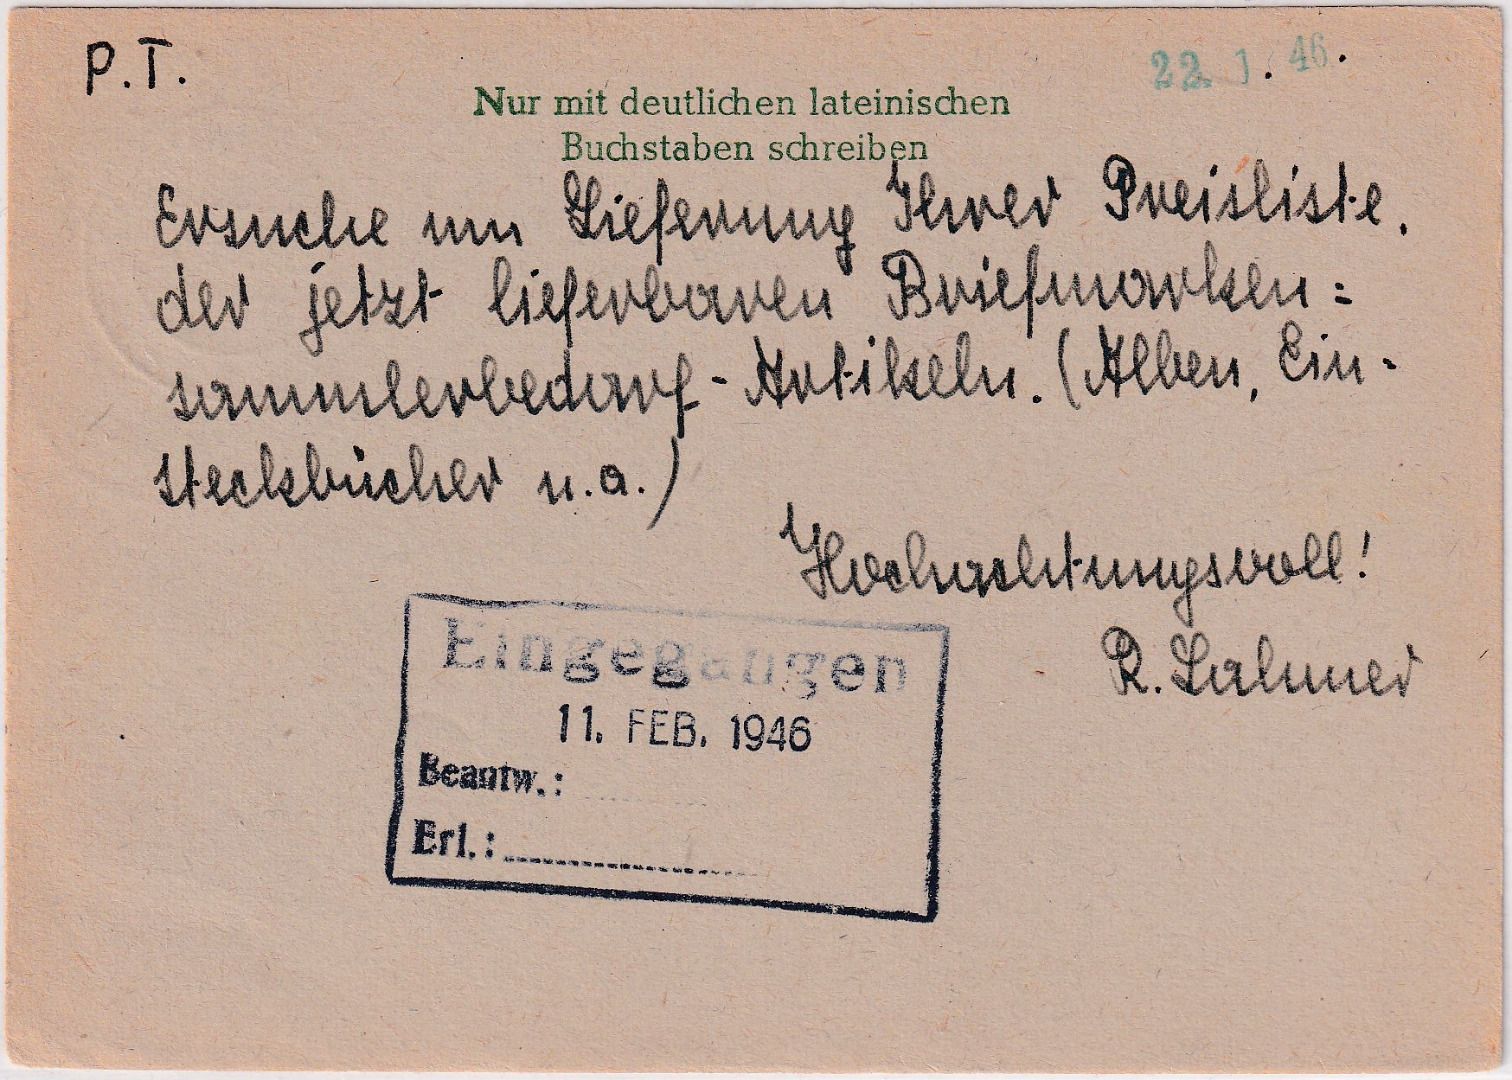 P.T.
22. 1. 46.
Nur mit deutlichen lateinischen
Buchstaben schreiben
Ersuche um Lieferung Ihrer Preisliste.
der jetzt lieferbaren Briefmarken=
sammlerbedarf-Artikeln. (Alben, Ein-
steckbücher u.a.)
Hochachtungsvoll!
R.
Eingegangen
11. FEB. 1946
Beantw.:
Erl.: